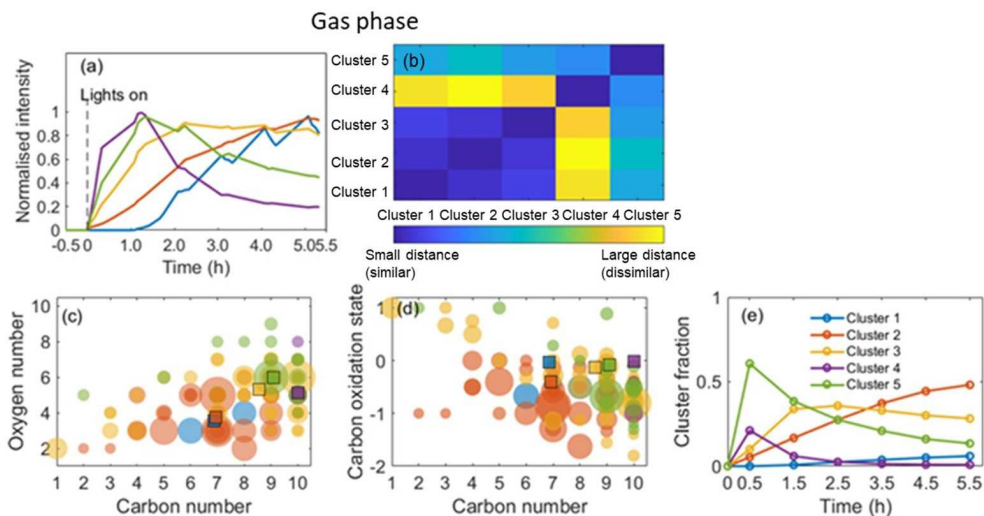 Gas phase
(a)
Lights on
Normalised intensity
1
0.8
0.6
0.4
0.2
0
-0.5 0 1.0 2.0 3.0 4.0 5.05.5
Time (h)
(b)
Cluster 5
Cluster 4
Cluster 3
Cluster 2
Cluster 1
Cluster 1 Cluster 2 Cluster 3 Cluster 4 Cluster 5
Small distance
(similar)
Large distance
(dissimilar)
(c)
Oxygen number
10
8
6
4
2
1 2 3 4 5 6 7 8 9 10
Carbon number
(d)
Carbon oxidation state
1
0
-1
-2
1 2 3 4 5 6 7 8 9 10
Carbon number
(e)
Cluster fraction
1
0.5
0
Cluster 1
Cluster 2
Cluster 3
Cluster 4
Cluster 5
0 0.5 1.5 2.5 3.5 4.5 5.5
Time (h)